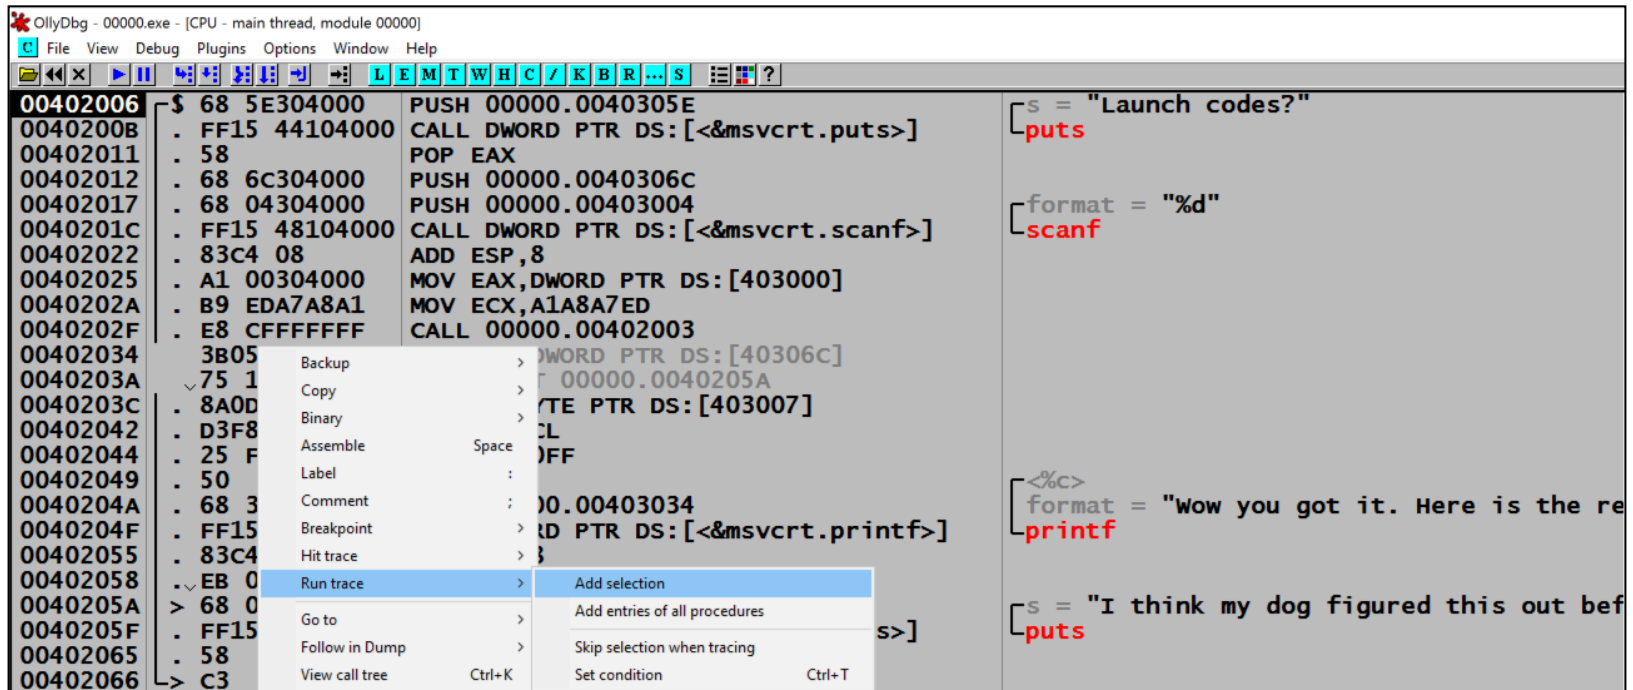 OllyDbg - 00000.exe - [CPU - main thread, module 00000]
C File View Debug Plugins Options Window Help
L E M T W H C / K B R ... S ?
00402006 $ 68 5E304000 PUSH 00000.0040305E s = "Launch codes?"
0040200B . FF15 44104000 CALL DWORD PTR DS:[<&msvcrt.puts>] puts
00402011 . 58 POP EAX
00402012 . 68 6C304000 PUSH 00000.0040306C
00402017 . 68 04304000 PUSH 00000.00403004 format = "%d"
0040201C . FF15 48104000 CALL DWORD PTR DS:[<&msvcrt.scanf>] scanf
00402022 . 83C4 08 ADD ESP,8
00402025 . A1 00304000 MOV EAX,DWORD PTR DS:[403000]
0040202A . B9 EDA7A8A1 MOV ECX,A1A8A7ED
0040202F . E8 CFFFFFFF CALL 00000.00402003
00402034 3B05 DWORD PTR DS:[40306C]
0040203A 75 1 00000.0040205A
0040203C . 8A0D YTE PTR DS:[403007]
00402042 . D3F8 CL
00402044 . 25 F 0FF
00402049 . 50 <%c>
0040204A . 68 3 00.00403034 format = "Wow you got it. Here is the re
0040204F . FF15 RD PTR DS:[<&msvcrt.printf>] printf
00402055 . 83C4 8
00402058 . EB 0
0040205A > 68 0 s = "I think my dog figured this out bef
0040205F . FF15 s>] puts
00402065 . 58
00402066 > C3
Backup >
Copy >
Binary >
Assemble Space
Label :
Comment ;
Breakpoint >
Hit trace >
Run trace >
Go to >
Follow in Dump >
View call tree Ctrl+K
Add selection
Add entries of all procedures
Skip selection when tracing
Set condition Ctrl+T